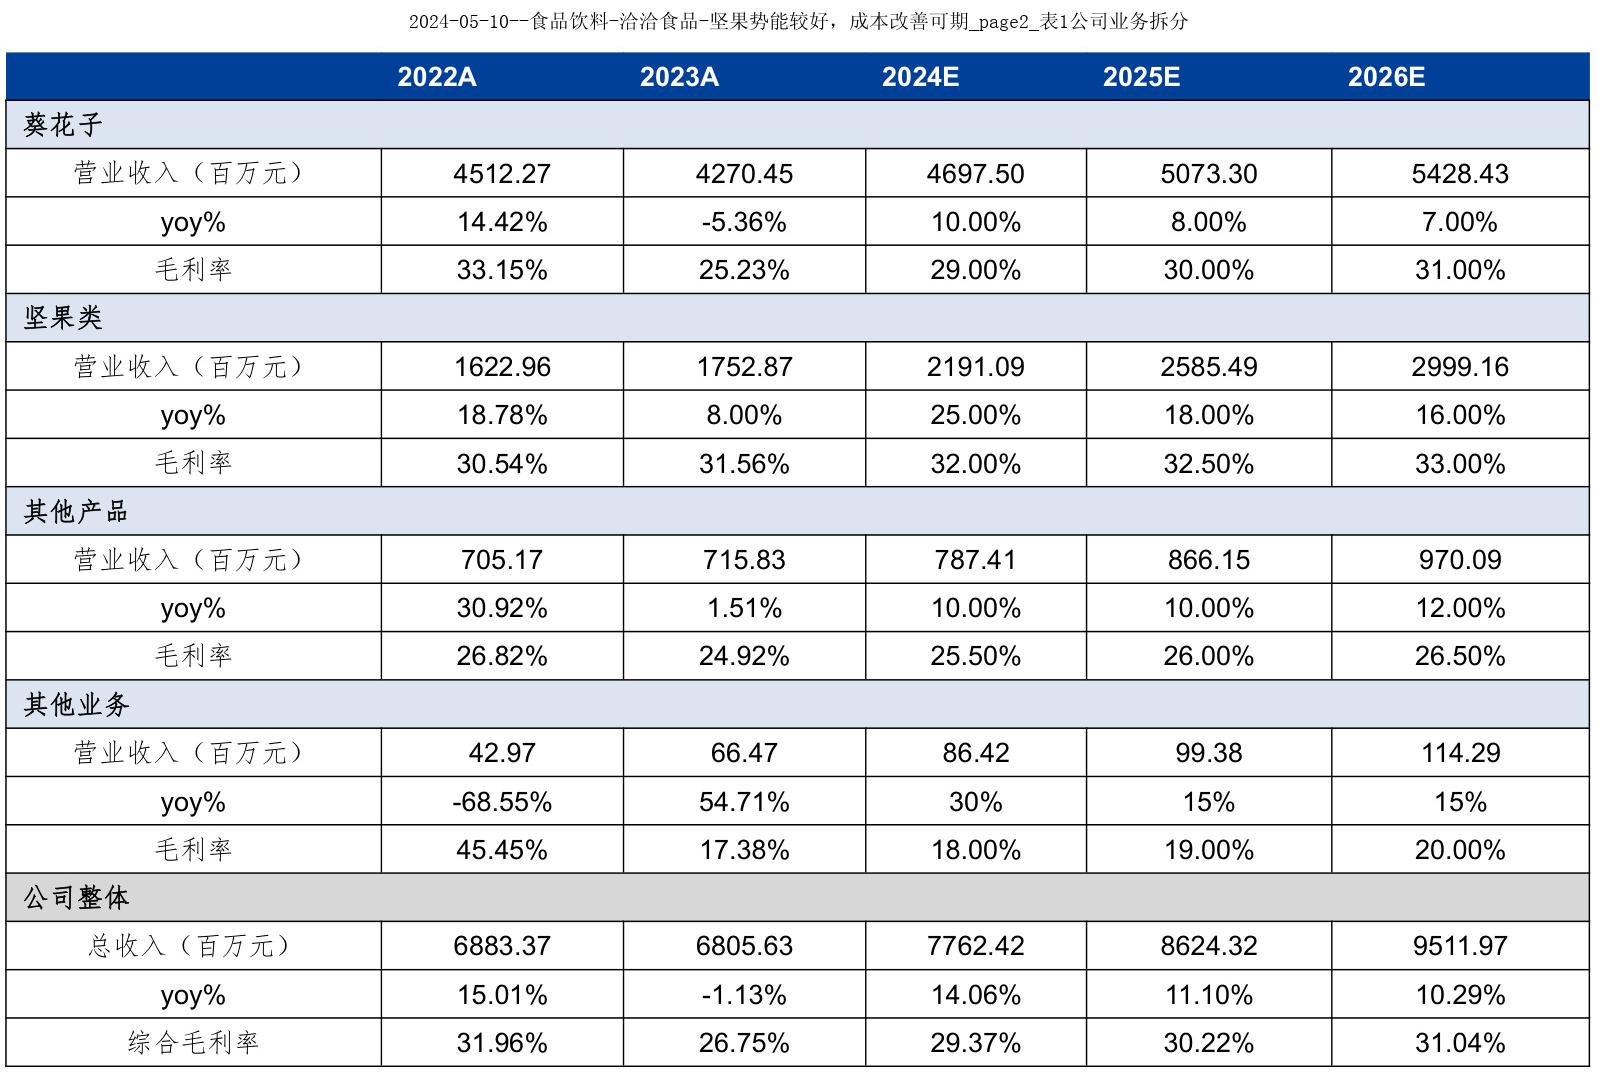 2024-05-10--食品饮料-洽洽食品-坚果势能较好，成本改善可期_page2_表1公司业务拆分
2022A 2023A 2024E 2025E 2026E
葵花子
营业收入（百万元） 4512.27 4270.45 4697.50 5073.30 5428.43
yoy% 14.42% -5.36% 10.00% 8.00% 7.00%
毛利率 33.15% 25.23% 29.00% 30.00% 31.00%
坚果类
营业收入（百万元） 1622.96 1752.87 2191.09 2585.49 2999.16
yoy% 18.78% 8.00% 25.00% 18.00% 16.00%
毛利率 30.54% 31.56% 32.00% 32.50% 33.00%
其他产品
营业收入（百万元） 705.17 715.83 787.41 866.15 970.09
yoy% 30.92% 1.51% 10.00% 10.00% 12.00%
毛利率 26.82% 24.92% 25.50% 26.00% 26.50%
其他业务
营业收入（百万元） 42.97 66.47 86.42 99.38 114.29
yoy% -68.55% 54.71% 30% 15% 15%
毛利率 45.45% 17.38% 18.00% 19.00% 20.00%
公司整体
总收入（百万元） 6883.37 6805.63 7762.42 8624.32 9511.97
yoy% 15.01% -1.13% 14.06% 11.10% 10.29%
综合毛利率 31.96% 26.75% 29.37% 30.22% 31.04%